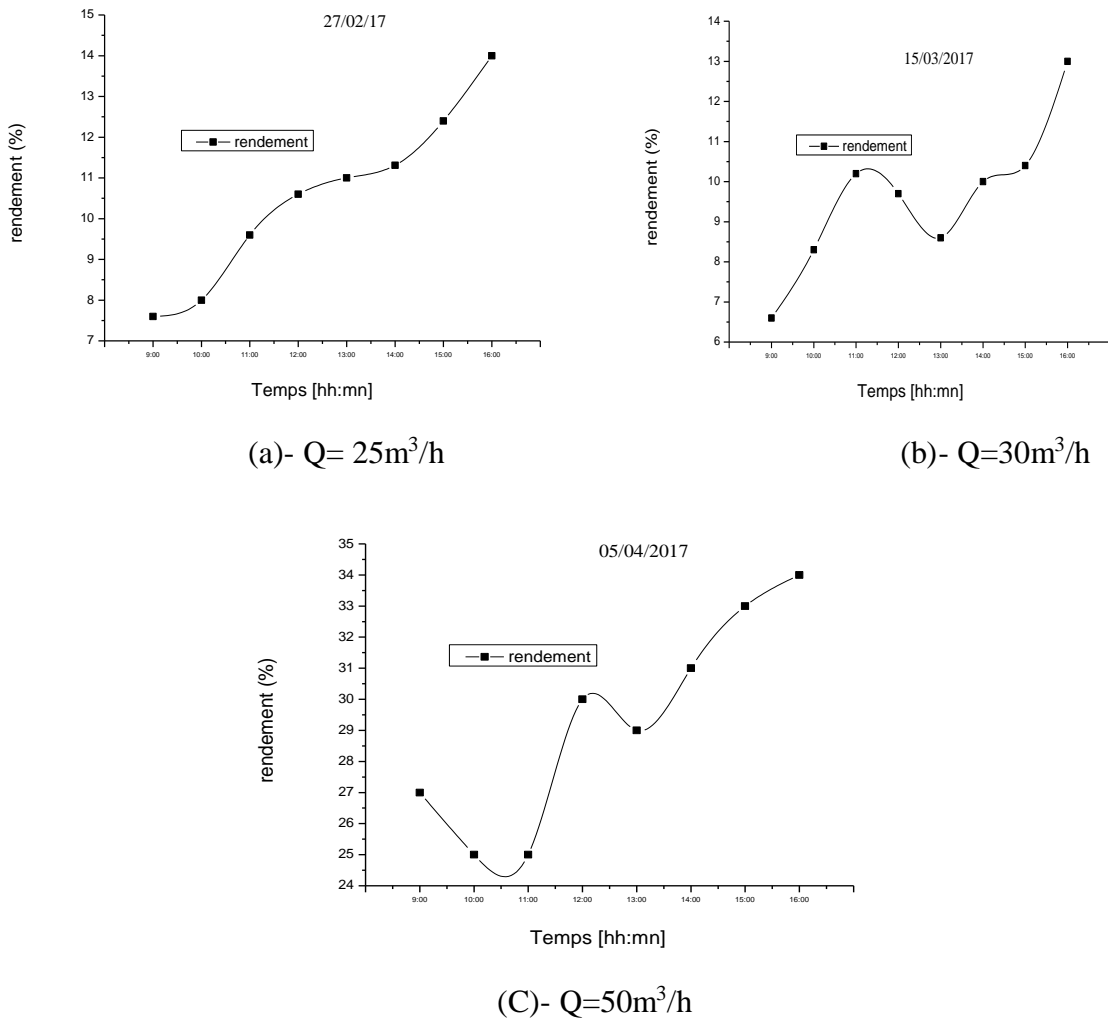 27/02/17
rendement (%)
15
14
13
12
11
10
9
8
7
rendement
9:00 10:00 11:00 12:00 13:00 14:00 15:00 16:00
Temps [hh:mn]
(a)- Q= 25m³/h
15/03/2017
rendement (%)
14
13
12
11
10
9
8
7
6
rendement
9:00 10:00 11:00 12:00 13:00 14:00 15:00 16:00
Temps [hh:mn]
(b)- Q=30m³/h
05/04/2017
rendement (%)
35
34
33
32
31
30
29
28
27
26
25
24
rendement
9:00 10:00 11:00 12:00 13:00 14:00 15:00 16:00
Temps [hh:mn]
(C)- Q=50m³/h